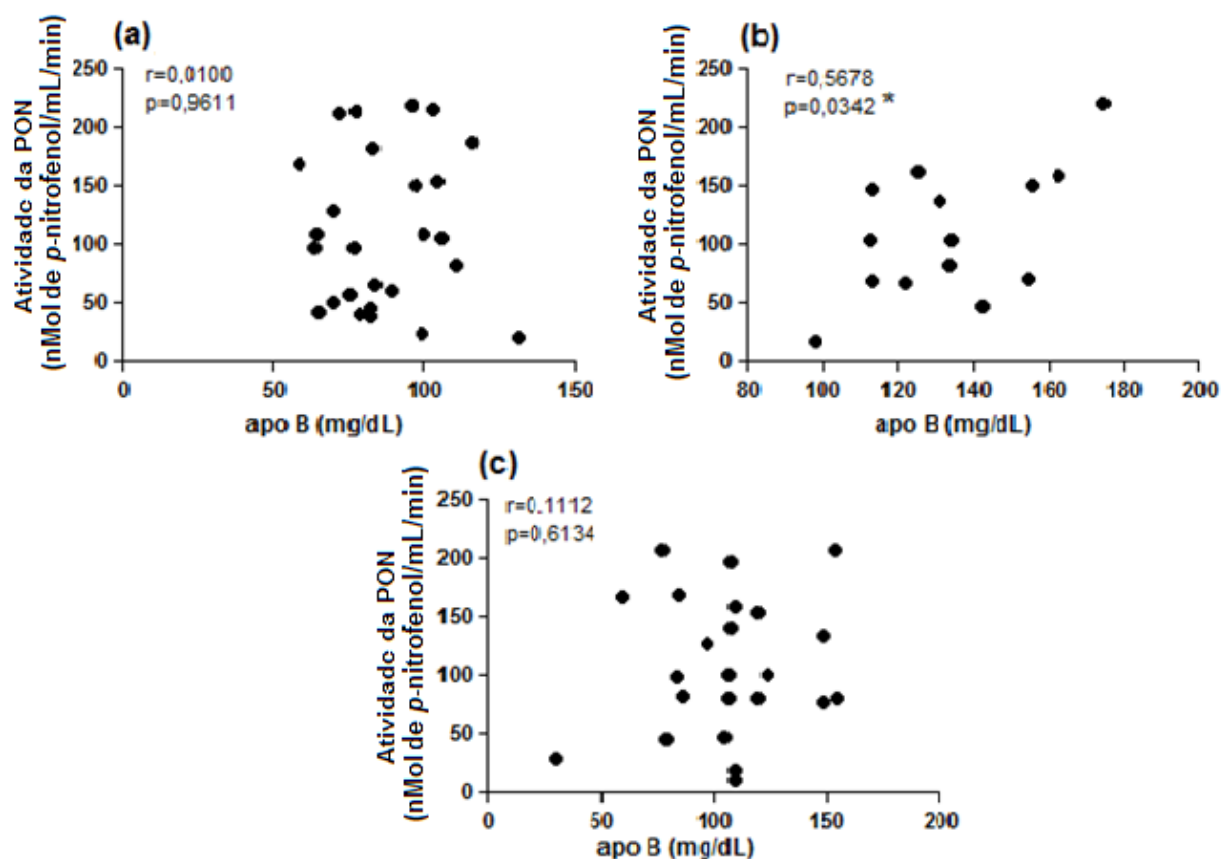 (a)
r=0,0100
p=0,9611
Atividade da PON
(nMol de p-nitrofenol/mL/min)
250
200
150
100
50
0
0 50 100 150
apo B (mg/dL)
(b)
r=0,5678
p=0,0342 *
Atividade da PON
(nMol de p-nitrofenol/mL/min)
250
200
150
100
50
0
80 100 120 140 160 180 200
apo B (mg/dL)
(c)
r=0.1112
p=0,6134
Atividade da PON
(nMol de p-nitrofenol/mL/min)
250
200
150
100
50
0
0 50 100 150 200
apo B (mg/dL)